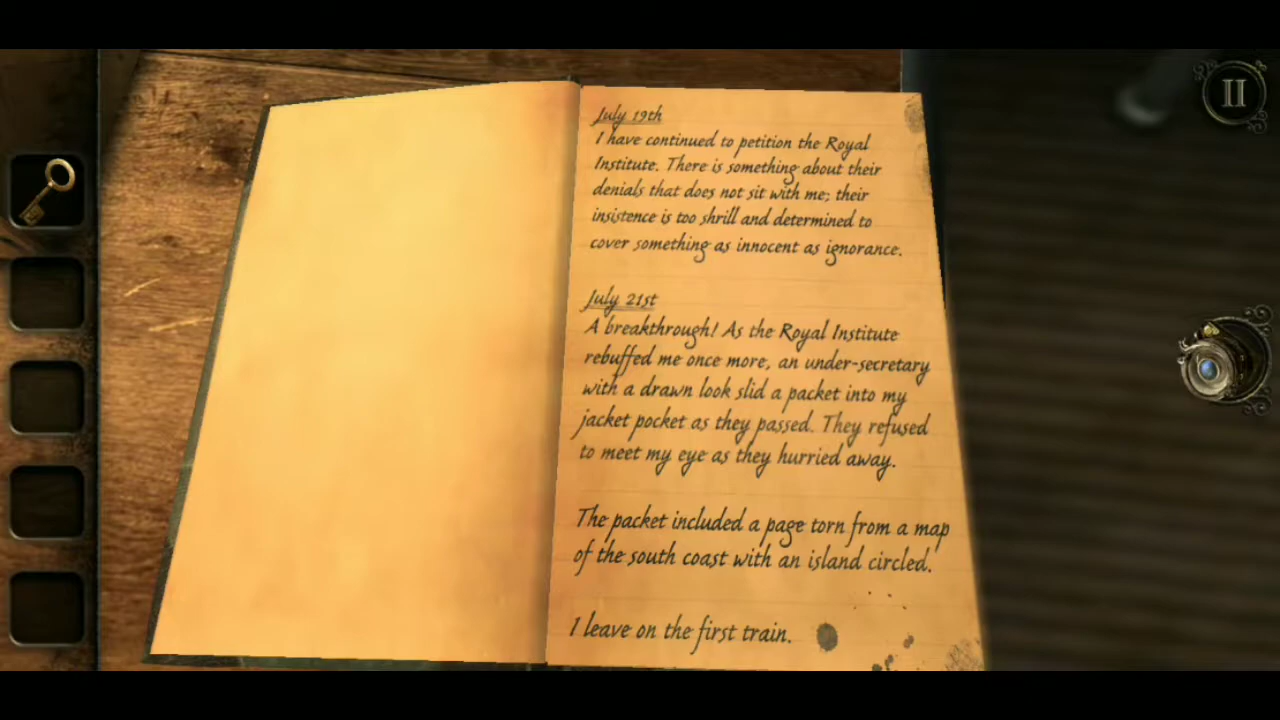 July 19th
I have continued to petition the Royal
Institute. There is something about their
denials that does not sit with me; their
insistence is too shrill and determined to
cover something as innocent as ignorance.
July 21st
A breakthrough! As the Royal Institute
rebuffed me once more, an under-secretary
with a drawn look slid a packet into my
jacket pocket as they passed. They refused
to meet my eye as they hurried away.
The packet included a page torn from a map
of the south coast with an island circled.
I leave on the first train.